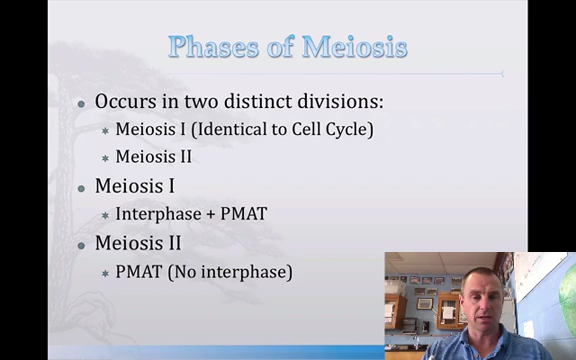 Phases of Meiosis
Occurs in two distinct divisions:
Meiosis I (Identical to Cell Cycle)
Meiosis II
Meiosis I
Interphase + PMAT
Meiosis II
PMAT (No interphase)